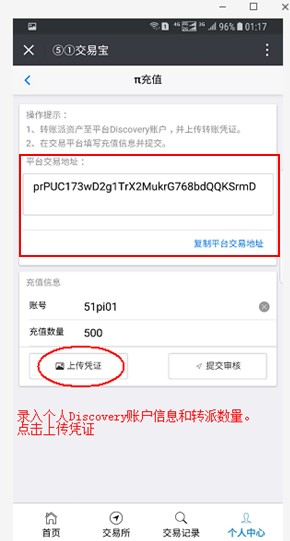 4G 3G 96% 01:17
⑤①交易宝
π充值
操作提示：
1、转账派资产至平台Discovery账户，并上传转账凭证。
2、在交易平台填写充值信息并提交。
平台交易地址：
prPUC173wD2g1TrX2MukrG768bdQQKSrmD
复制平台交易地址
充值信息
账号 51pi01
充值数量 500
上传凭证 提交审核
录入个人Discovery账户信息和转派数量。
点击上传凭证
首页 交易所 交易记录 个人中心